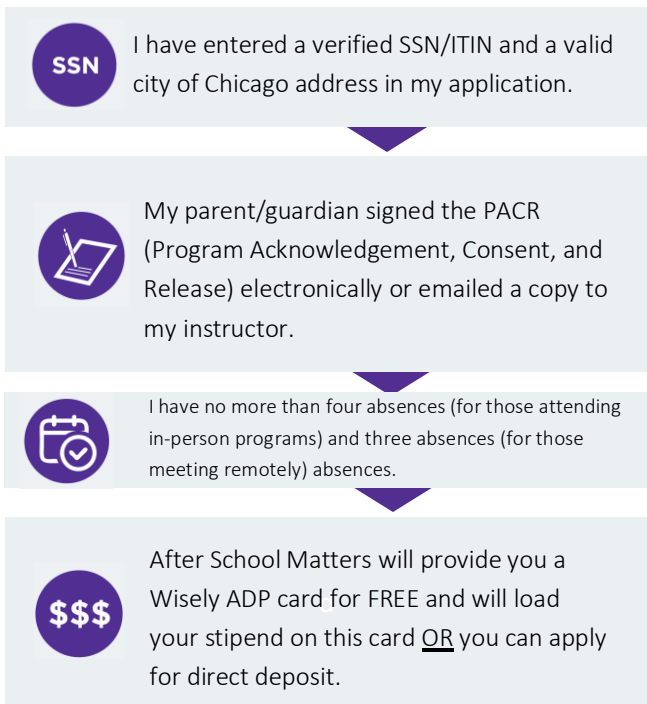 SSN
I have entered a verified SSN/ITIN and a valid
city of Chicago address in my application.
My parent/guardian signed the PACR
(Program Acknowledgement, Consent, and
Release) electronically or emailed a copy to
my instructor.
I have no more than four absences (for those attending
in-person programs) and three absences (for those
meeting remotely) absences.
$$$
After School Matters will provide you a
Wisely ADP card for FREE and will load
your stipend on this card OR you can apply
for direct deposit.